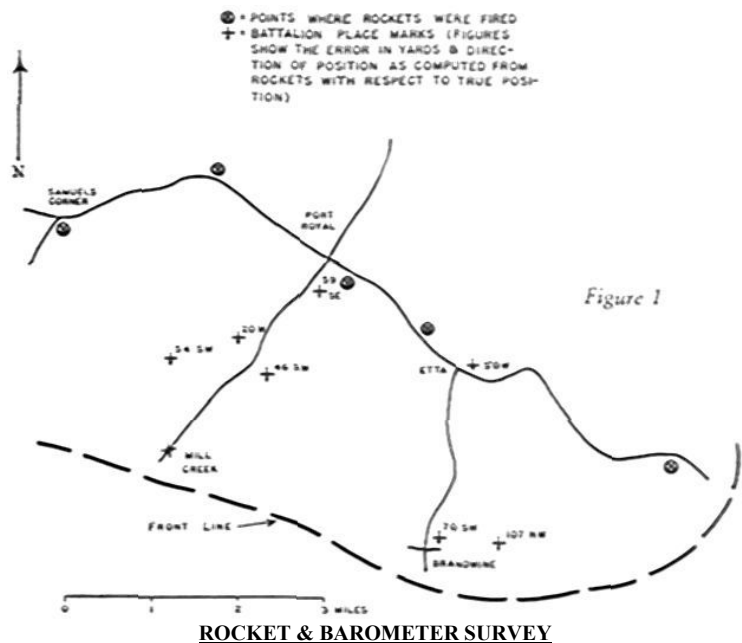 = POINTS WHERE ROCKETS WERE FIRED
+ = BATTALION PLACE MARKS (FIGURES
SHOW THE ERROR IN YARDS & DIREC-
TION OF POSITION AS COMPUTED FROM
ROCKETS WITH RESPECT TO TRUE POSI-
TION)
N
SAMUELS
CORNER
PORT
ROYAL
59
SE
Figure 1
20 W
54 SW
46 SW
ETTA
50W
MILL
CREEK
FRONT LINE
70 SW
107 NW
BRANDWINE
0 1 2 3 MILES
ROCKET & BAROMETER SURVEY